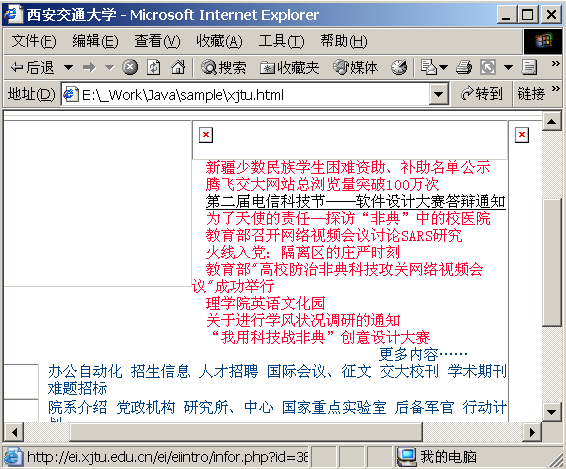 西安交通大学 - Microsoft Internet Explorer
文件(F) 编辑(E) 查看(V) 收藏(A) 工具(T) 帮助(H)
后退 搜索 收藏夹 媒体
地址(D) E:\_Work\Java\sample\xjtu.html 转到 链接
新疆少数民族学生困难资助、补助名单公示
腾飞交大网站总浏览量突破100万次
第二届电信科技节——软件设计大赛答辩通知
为了天使的责任—探访“非典”中的校医院
教育部召开网络视频会议讨论SARS研究
火线入党：隔离区的庄严时刻
教育部"高校防治非典科技攻关网络视频会
议"成功举行
理学院英语文化园
关于进行学风状况调研的通知
“我用科技战非典”创意设计大赛
更多内容……
办公自动化 招生信息 人才招聘 国际会议、征文 交大校刊 学术期刊
难题招标
院系介绍 党政机构 研究所、中心 国家重点实验室 后备军官 行动计
http://ei.xjtu.edu.cn/ei/eiintro/infor.php?id=38 我的电脑